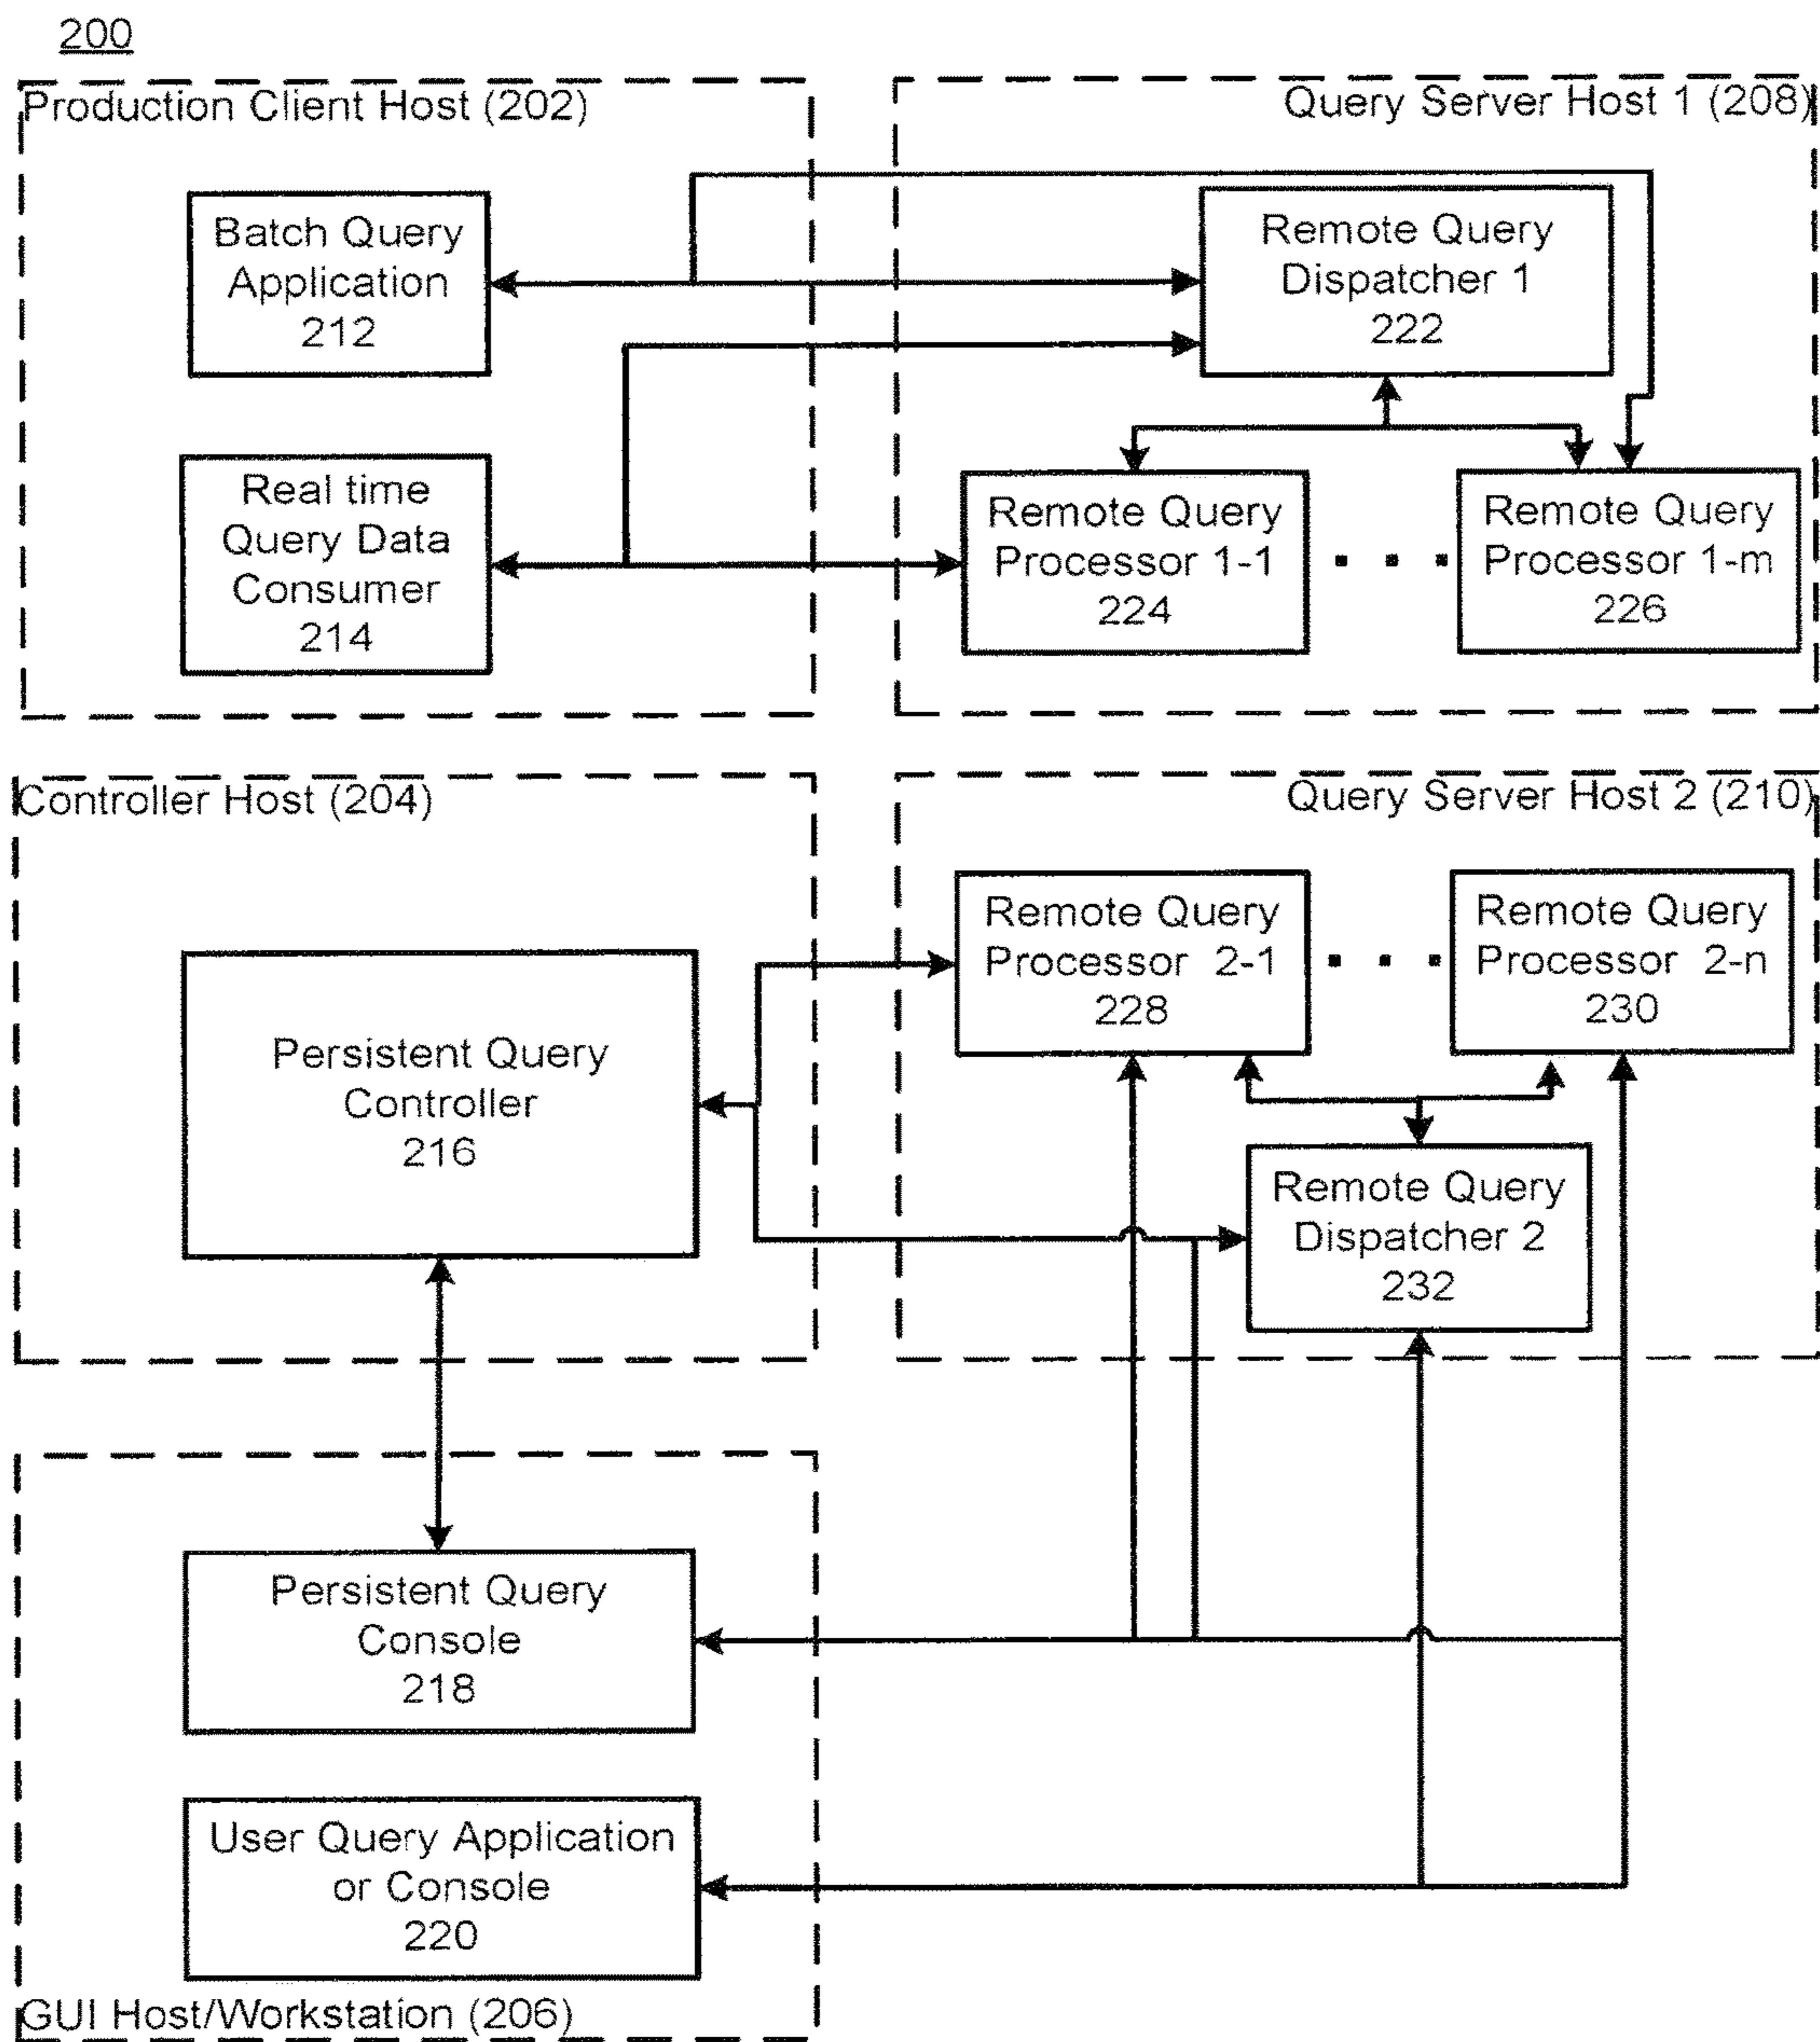 200
Production Client Host (202)
Query Server Host 1 (208)
Batch Query
Application
212
Remote Query
Dispatcher 1
222
Real time
Query Data
Consumer
214
Remote Query
Processor 1-1
224
Remote Query
Processor 1-m
226
Controller Host (204)
Query Server Host 2 (210)
Persistent Query
Controller
216
Remote Query
Processor 2-1
228
Remote Query
Processor 2-n
230
Remote Query
Dispatcher 2
232
Persistent Query
Console
218
User Query Application
or Console
220
GUI Host/Workstation (206)